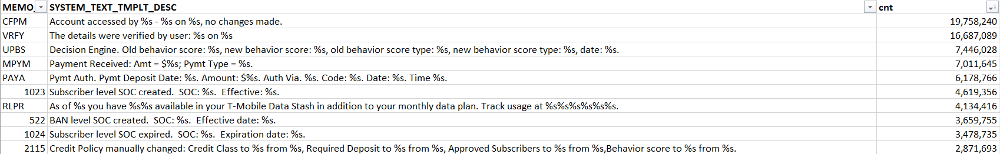 MEMO_ SYSTEM_TEXT_TMPLT_DESC cnt
CFPM Account accessed by %s - %s on %s, no changes made. 19,758,240
VRFY The details were verified by user: %s on %s 16,687,089
UPBS Decision Engine. Old behavior score: %s, new behavior score: %s, old behavior score type: %s, new behavior score type: %s, date: %s. 7,446,028
MPYM Payment Received: Amt = $%s; Pymt Type = %s. 7,011,645
PAYA Pymt Auth. Pymt Deposit Date: %s. Amount: $%s. Auth Via. %s. Code: %s. Date: %s. Time %s. 6,178,766
1023 Subscriber level SOC created.  SOC: %s.  Effective: %s. 4,619,356
RLPR As of %s you have %s%s available in your T-Mobile Data Stash in addition to your monthly data plan. Track usage at %s%s%s%s%s%s. 4,134,416
522 BAN level SOC created.  SOC: %s.  Effective date: %s. 3,659,755
1024 Subscriber level SOC expired.  SOC: %s.  Expiration date: %s. 3,478,735
2115 Credit Policy manually changed: Credit Class to %s from %s, Required Deposit to %s from %s, Approved Subscribers to %s from %s,Behavior score to %s from %s. 2,871,693